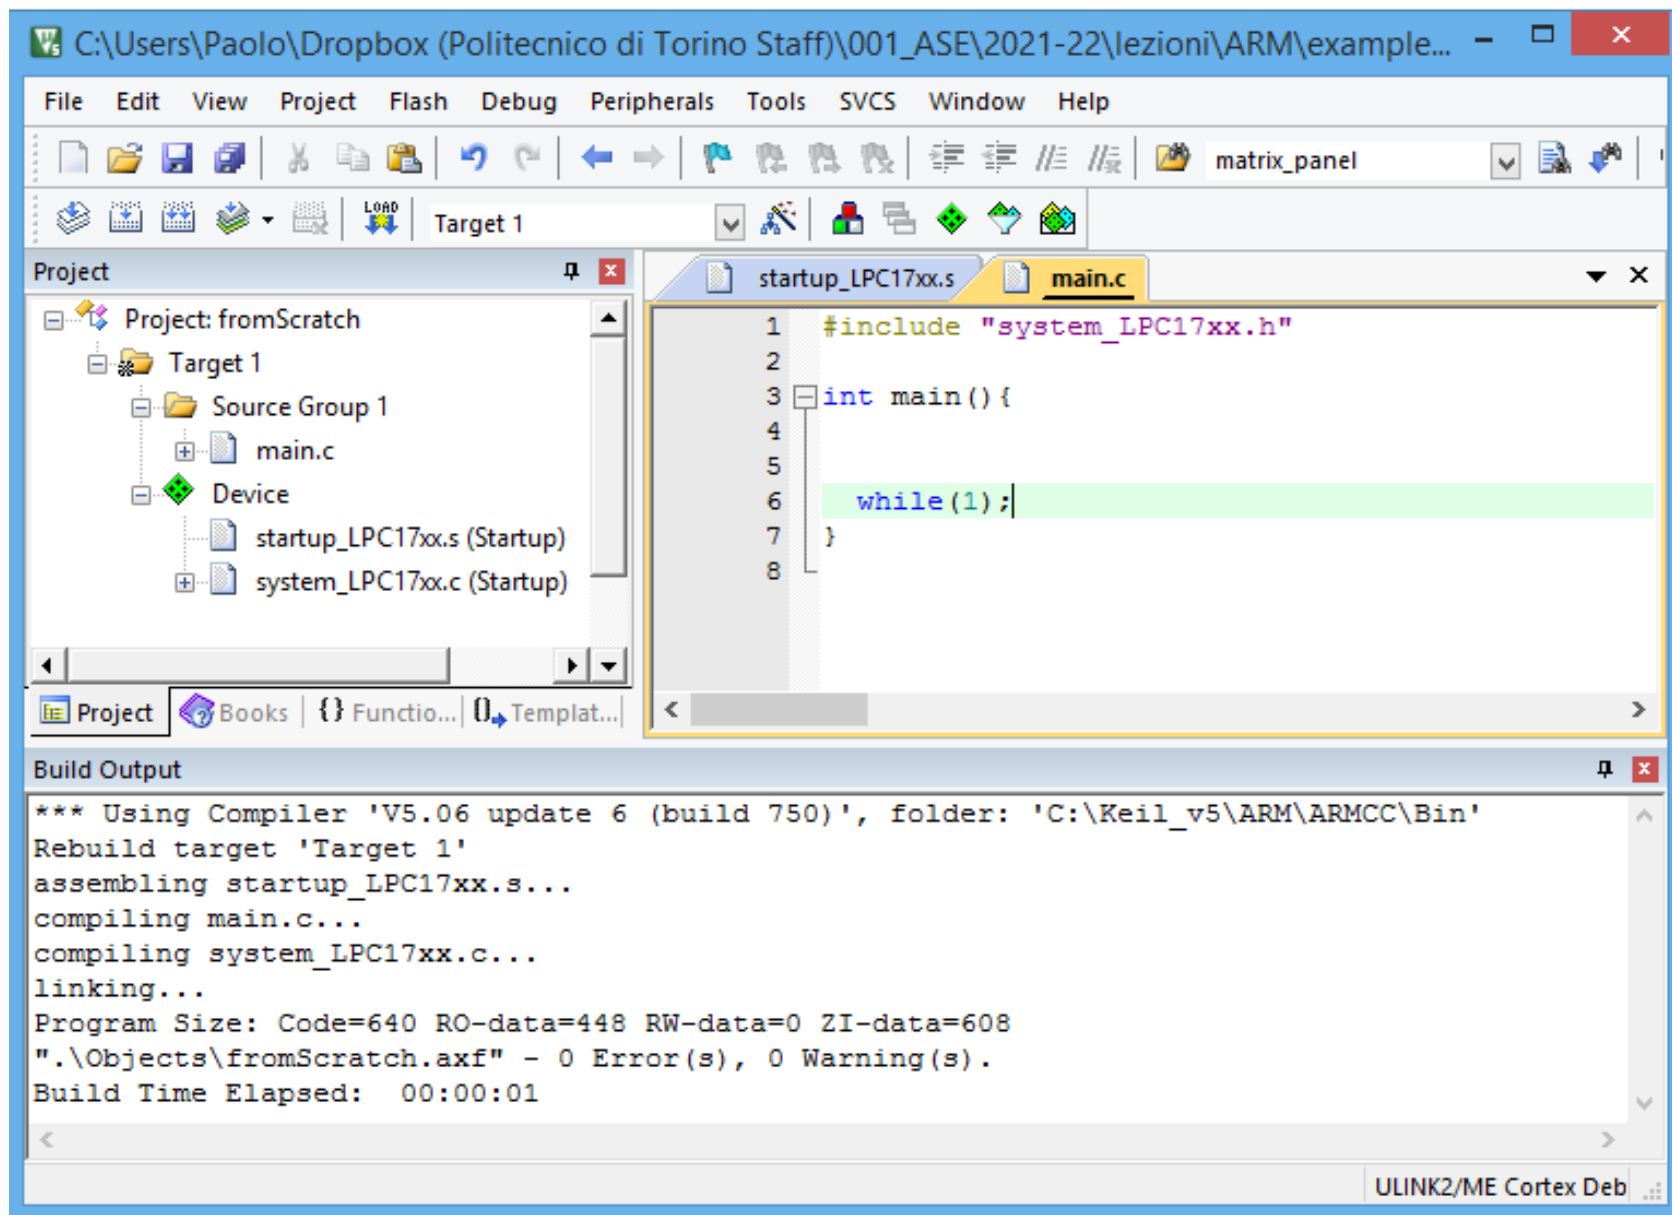 C:\Users\Paolo\Dropbox (Politecnico di Torino Staff)\001_ASE\2021-22\lezioni\ARM\example...
File Edit View Project Flash Debug Peripherals Tools SVCS Window Help
matrix_panel
LOAD Target 1
Project
startup_LPC17xx.s main.c
Project: fromScratch
Target 1
Source Group 1
main.c
Device
startup_LPC17xx.s (Startup)
system_LPC17xx.c (Startup)
Project Books {} Functio... Templat...
1 #include "system_LPC17xx.h"
2
3 int main(){
4
5
6 while(1);
7 }
8
Build Output
*** Using Compiler 'V5.06 update 6 (build 750)', folder: 'C:\Keil_v5\ARM\ARMCC\Bin'
Rebuild target 'Target 1'
assembling startup_LPC17xx.s...
compiling main.c...
compiling system_LPC17xx.c...
linking...
Program Size: Code=640 RO-data=448 RW-data=0 ZI-data=608
".\Objects\fromScratch.axf" - 0 Error(s), 0 Warning(s).
Build Time Elapsed:  00:00:01
ULINK2/ME Cortex Deb